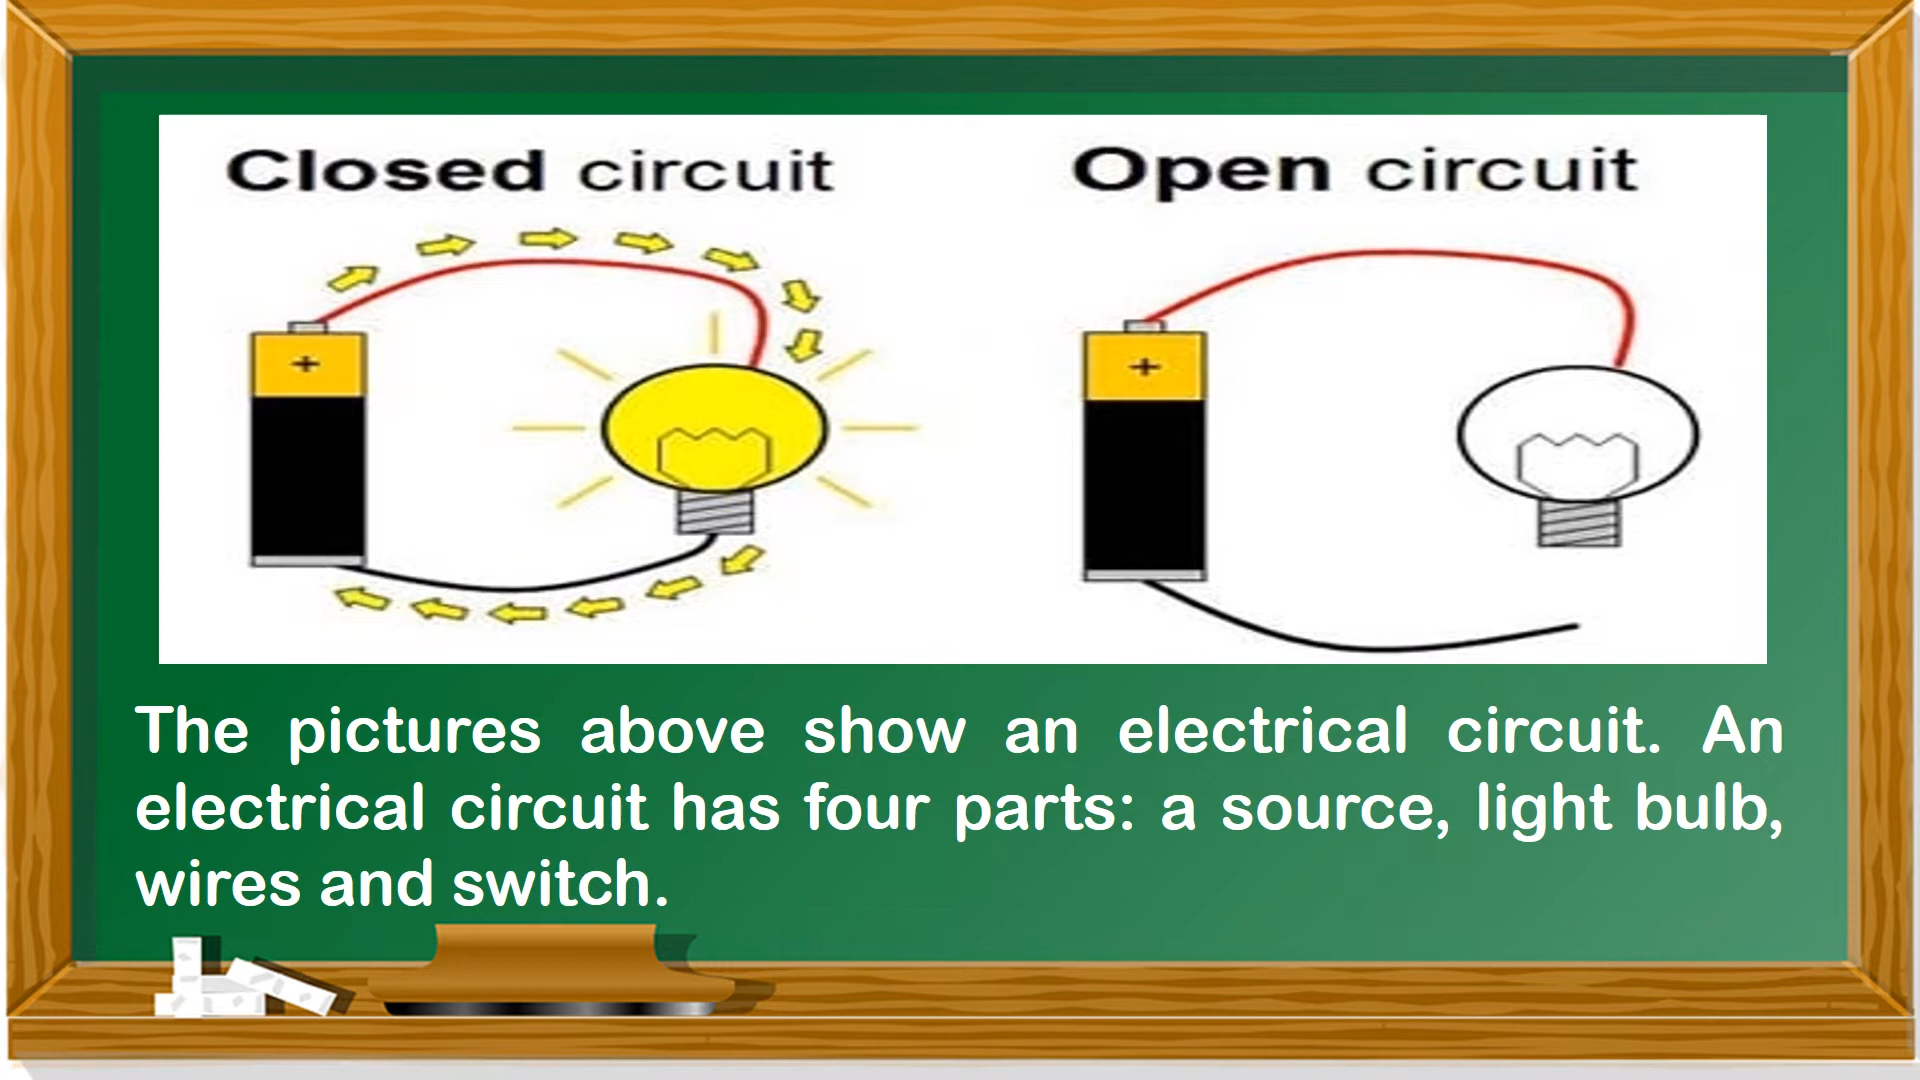 Closed circuit
Open circuit
+
+
The pictures above show an electrical circuit. An
electrical circuit has four parts: a source, light bulb,
wires and switch.